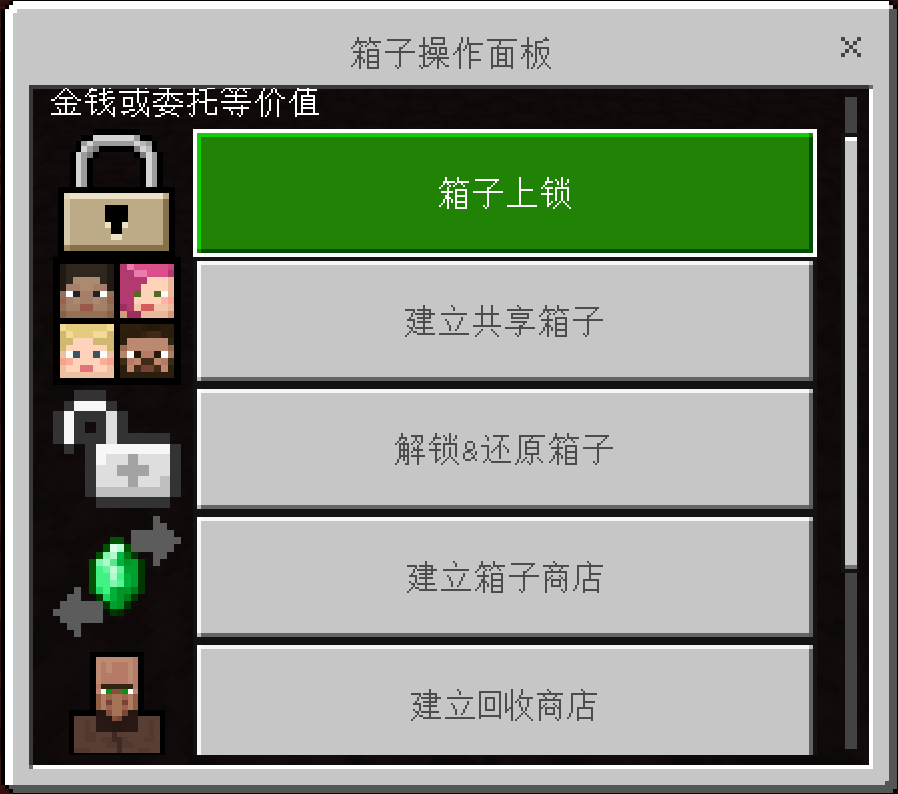 箱子操作面板
金钱或委托等价值
箱子上锁
建立共享箱子
解锁&还原箱子
建立箱子商店
建立回收商店